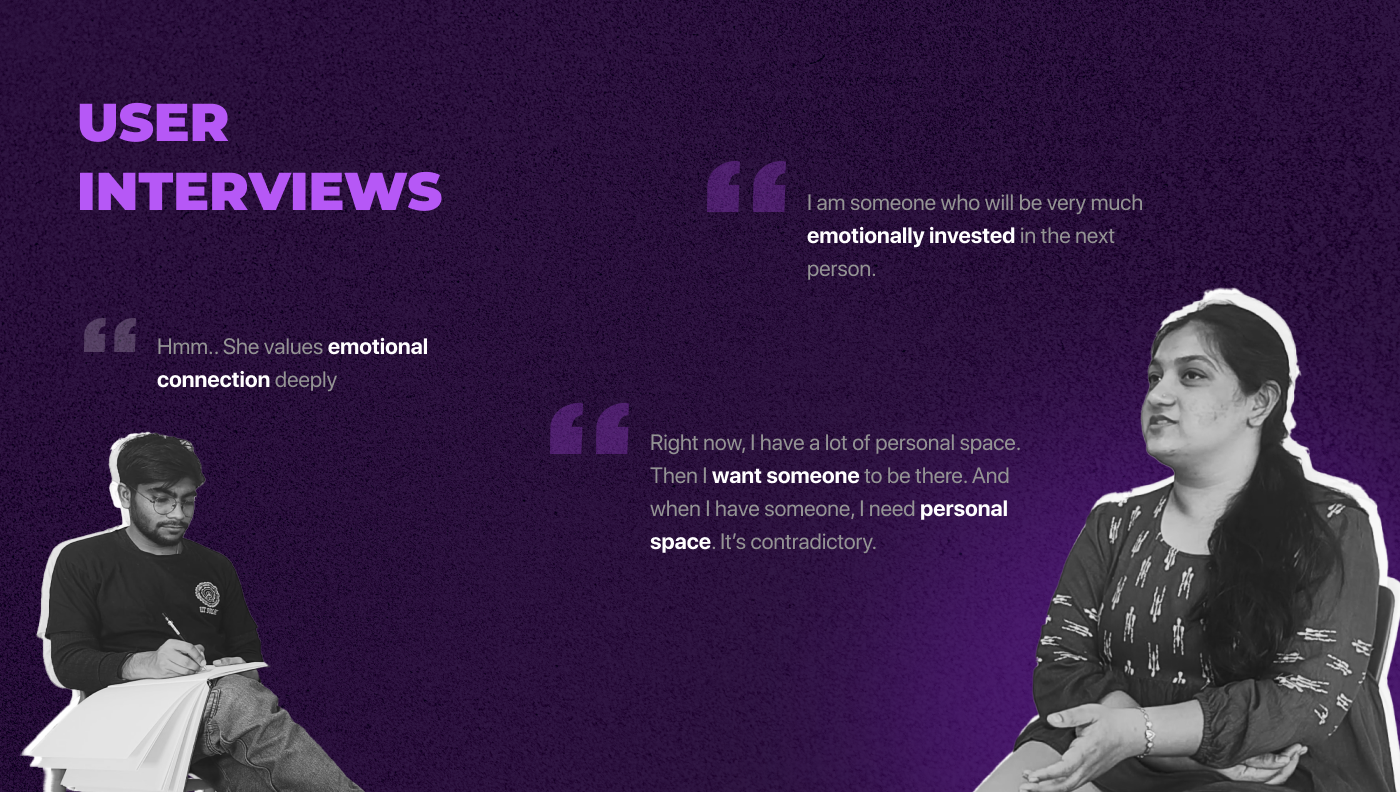 USER
INTERVIEWS
I am someone who will be very much
emotionally invested in the next
person.
Hmm.. She values emotional
connection deeply
Right now, I have a lot of personal space.
Then I want someone to be there. And
when I have someone, I need personal
space. It’s contradictory.